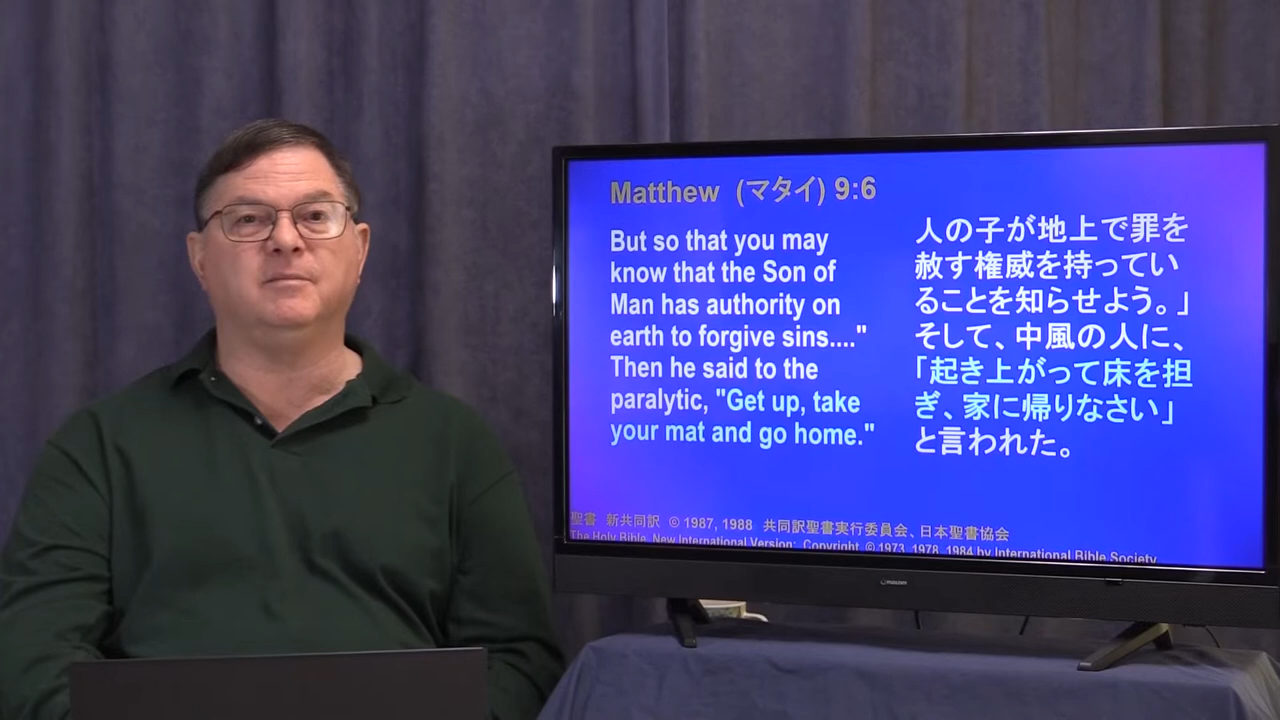 Matthew (マタイ) 9:6
But so that you may
know that the Son of
Man has authority on
earth to forgive sins...."
Then he said to the
paralytic, "Get up, take
your mat and go home."
人の子が地上で罪を
赦す権威を持ってい
ることを知らせよう。」
そして、中風の人に、
「起き上がって床を担
ぎ、家に帰りなさい」
と言われた。
聖書 新共同訳 © 1987, 1988 共同訳聖書実行委員会、日本聖書協会
The Holy Bible, New International Version; Copyright © 1973, 1978, 1984 by International Bible Society